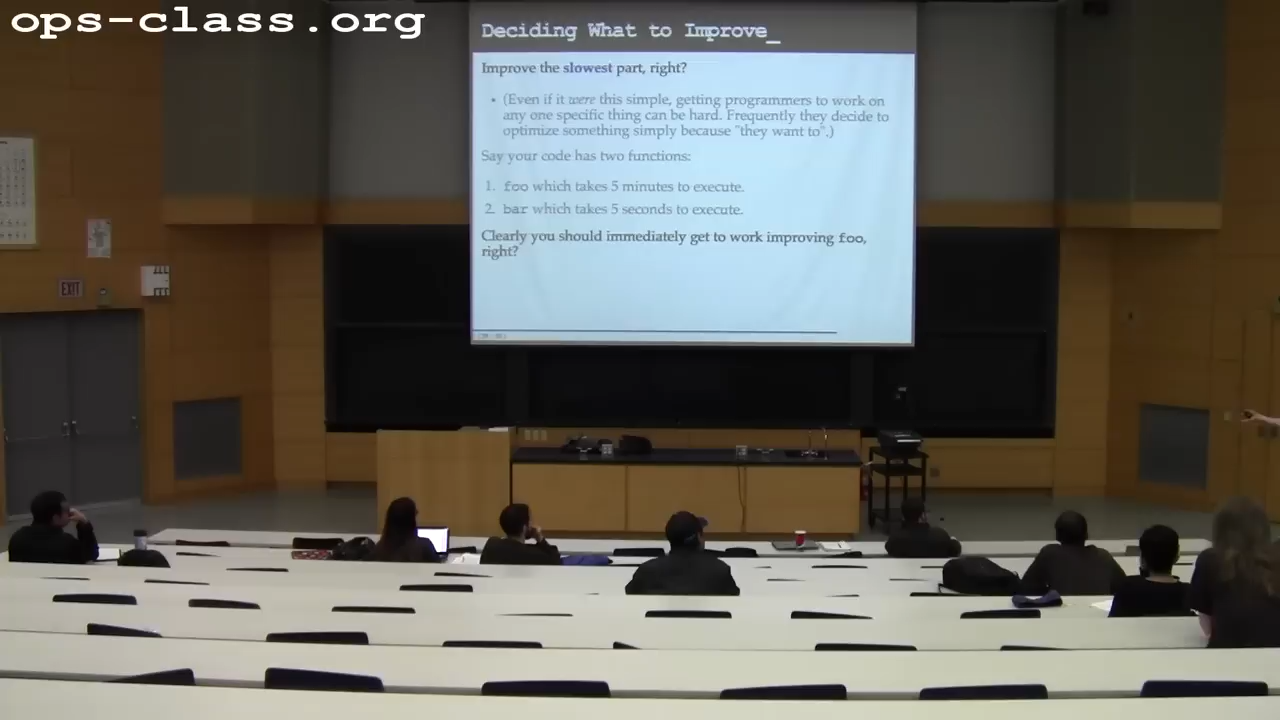 ops-class.org
Deciding What to Improve_
Improve the slowest part, right?
• (Even if it were this simple, getting programmers to work on
any one specific thing can be hard. Frequently they decide to
optimize something simply because "they want to".)
Say your code has two functions:
1. foo which takes 5 minutes to execute.
2. bar which takes 5 seconds to execute.
Clearly you should immediately get to work improving foo,
right?
EXIT